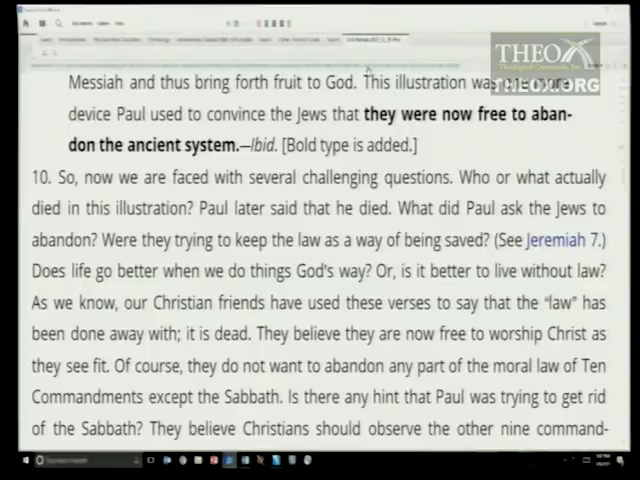 THEOX
THEOX.ORG
Messiah and thus bring forth fruit to God. This illustration was
device Paul used to convince the Jews that they were now free to aban-
don the ancient system.—Ibid. [Bold type is added.]
10. So, now we are faced with several challenging questions. Who or what actually
died in this illustration? Paul later said that he died. What did Paul ask the Jews to
abandon? Were they trying to keep the law as a way of being saved? (See Jeremiah 7.)
Does life go better when we do things God's way? Or, is it better to live without law?
As we know, our Christian friends have used these verses to say that the "law" has
been done away with; it is dead. They believe they are now free to worship Christ as
they see fit. Of course, they do not want to abandon any part of the moral law of Ten
Commandments except the Sabbath. Is there any hint that Paul was trying to get rid
of the Sabbath? They believe Christians should observe the other nine command-